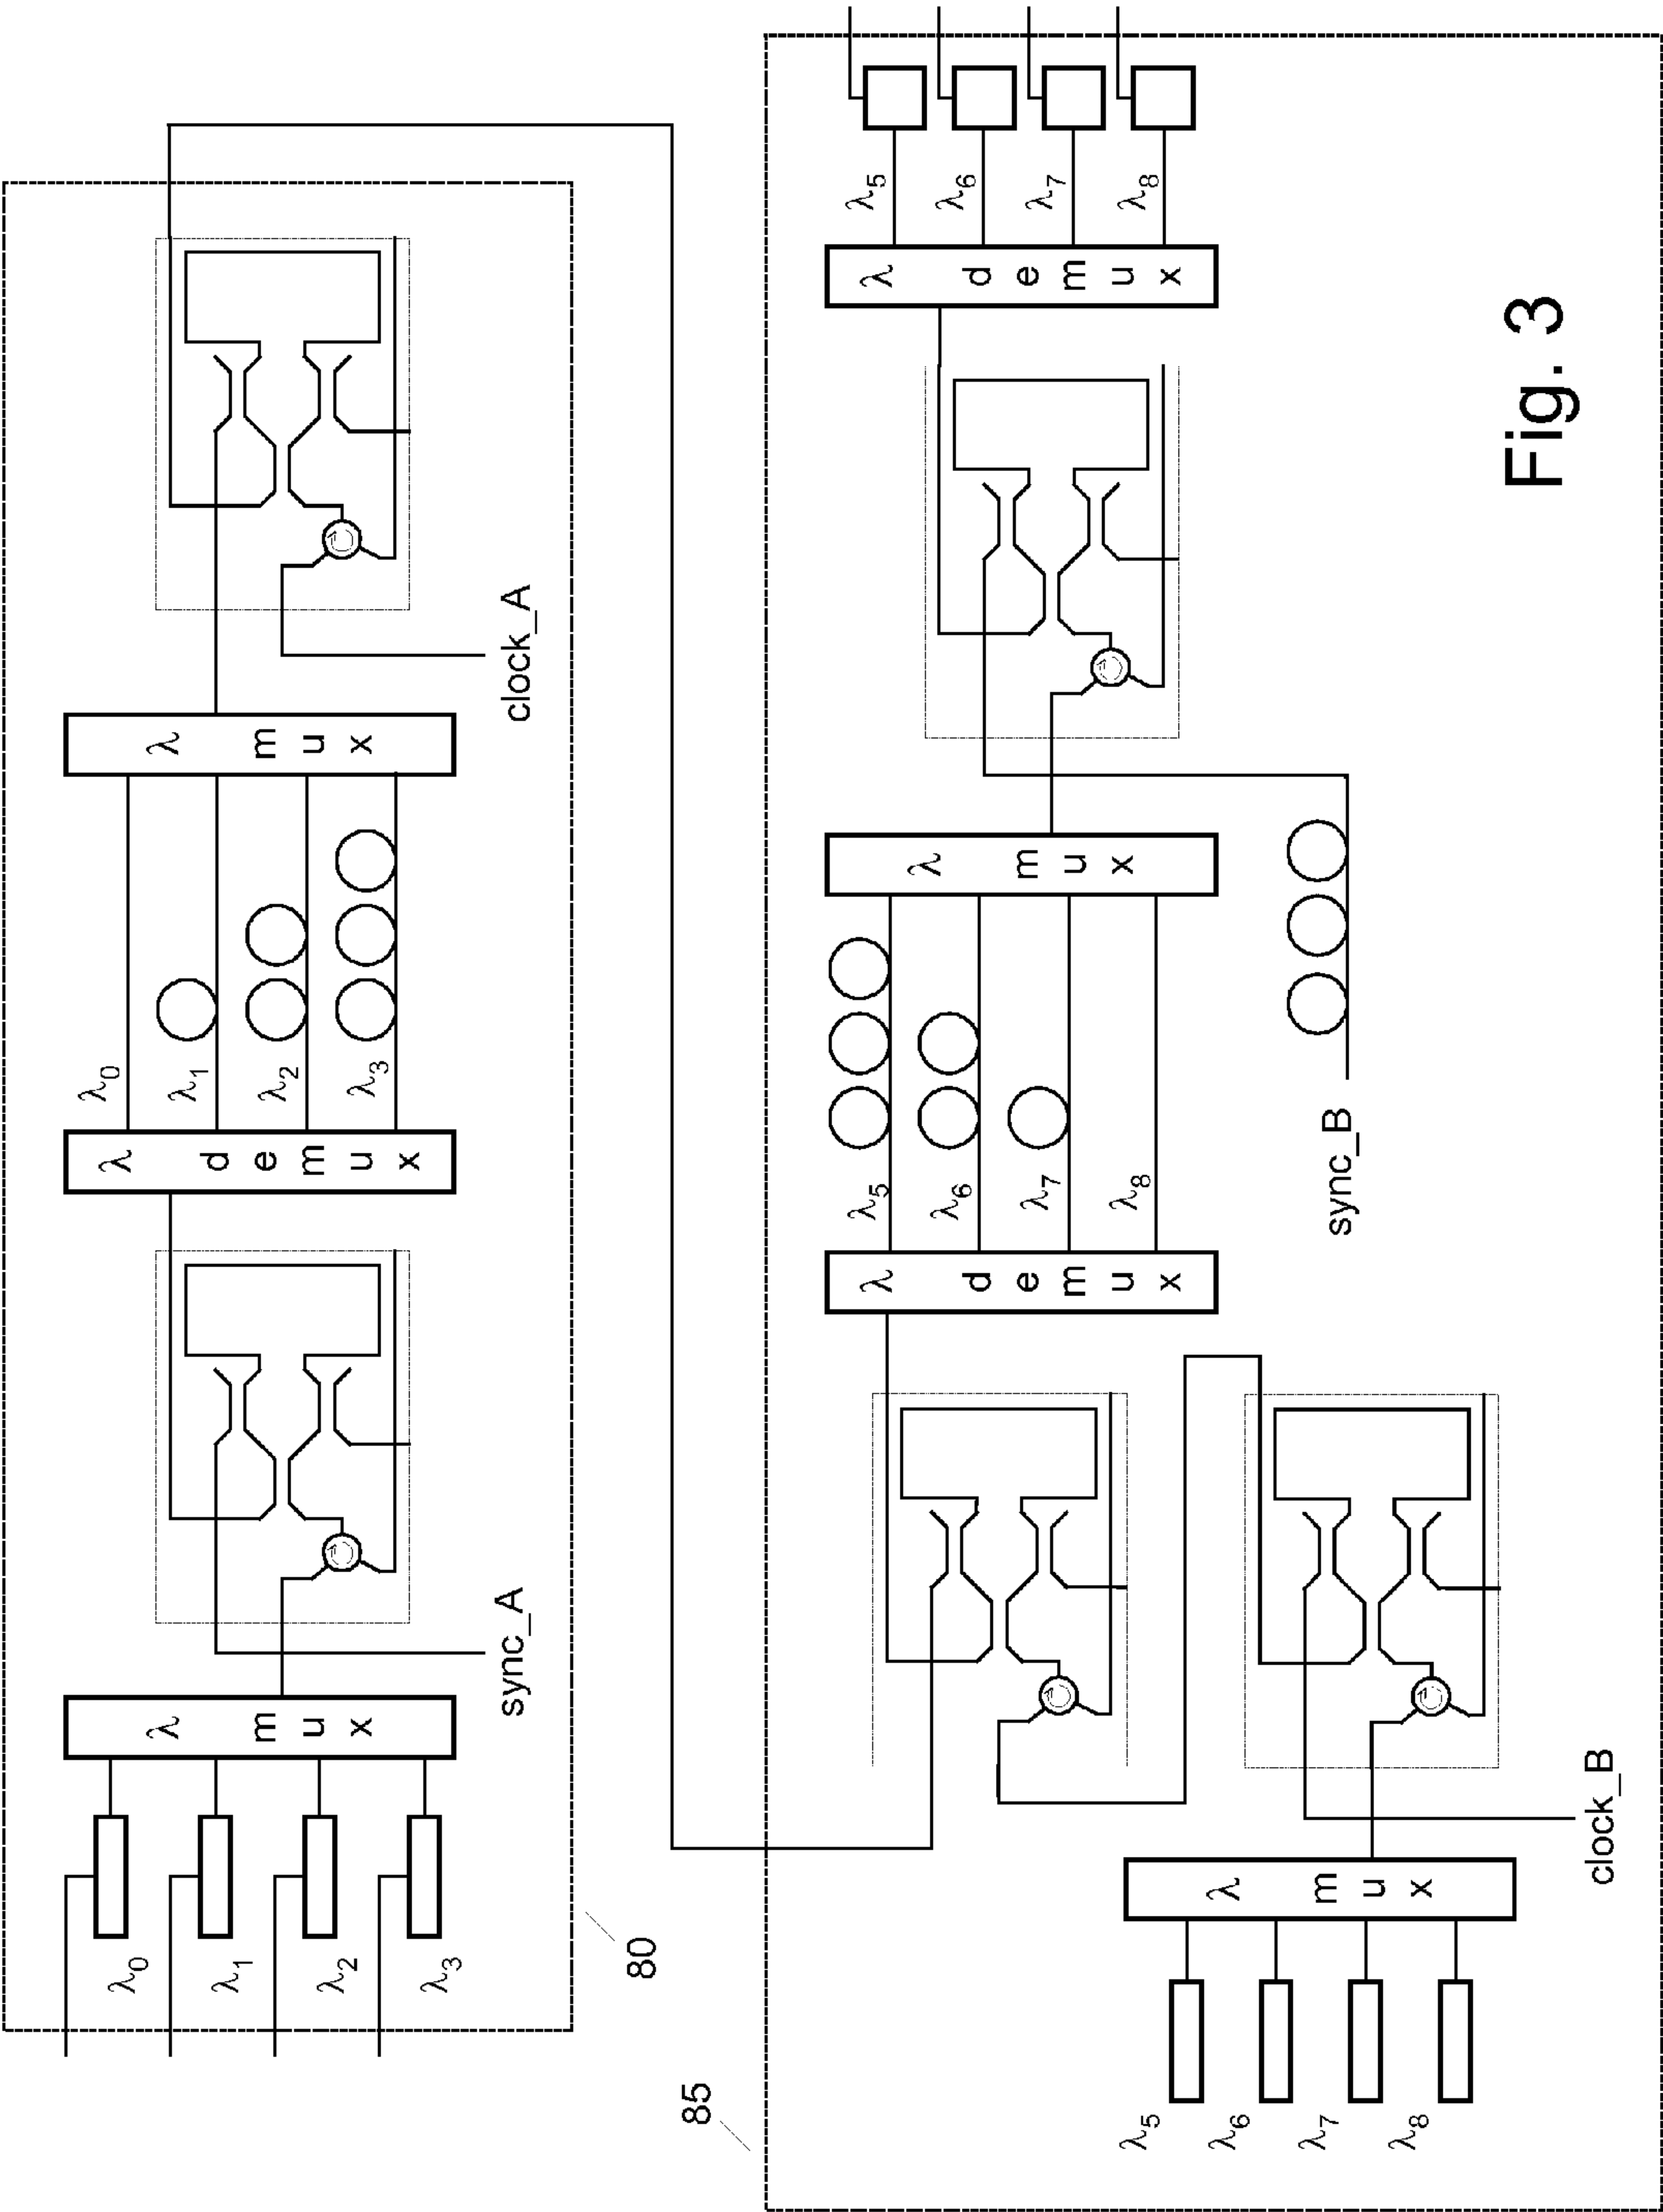 λ0
λ1
λ2
λ3
λ mux
sync_A
λ demux
λ0
λ1
λ2
λ3
λ mux
clock_A
80
85
λ5
λ6
λ7
λ8
λ mux
clock_B
λ demux
λ5
λ6
λ7
λ8
λ mux
sync_B
λ demux
λ5
λ6
λ7
λ8
Fig. 3